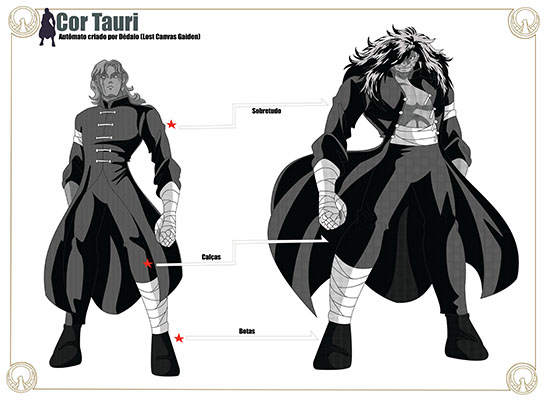 Cor Tauri
Autômato criado por Dédalo (Lost Canvas Gaiden)
Sobretudo
Calças
Botas